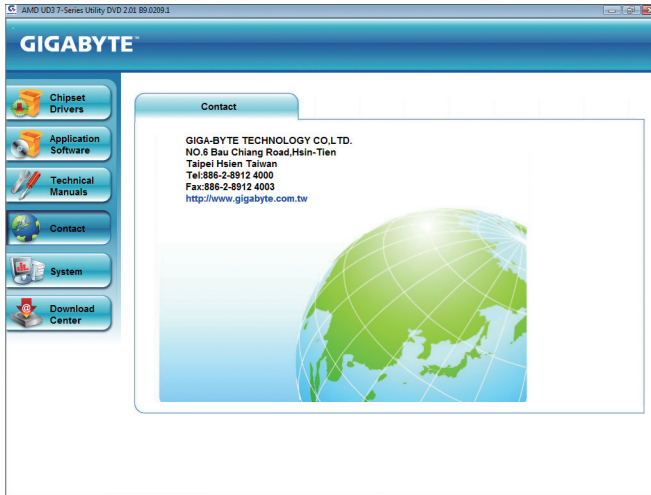 AMD UD3 7-Series Utility DVD 2.01 B9.0209.1
GIGABYTE™
Chipset
Drivers
Application
Software
Technical
Manuals
Contact
System
Download
Center
Contact
GIGA-BYTE TECHNOLOGY CO,LTD.
NO.6 Bau Chiang Road,Hsin-Tien
Taipei Hsien Taiwan
Tel:886-2-8912 4000
Fax:886-2-8912 4003
http://www.gigabyte.com.tw